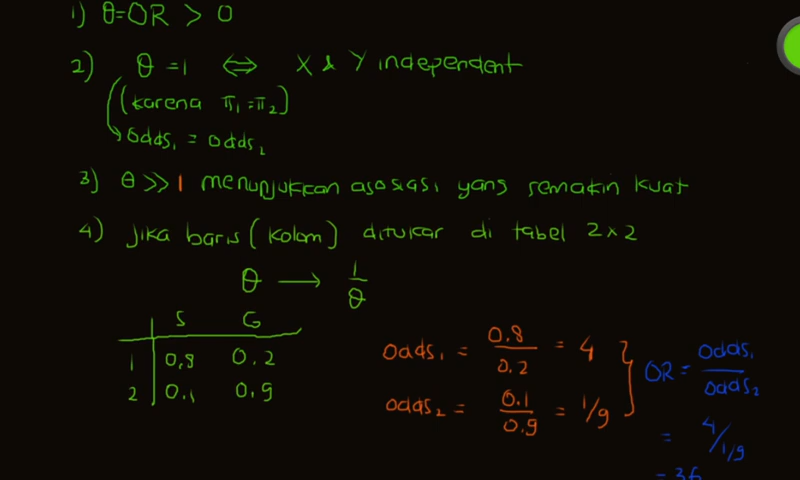 1) θ=OR > 0
2) θ = 1 ⇔ X & Y independent
(karena π₁=π₂)
↳ odds₁ = odds₂
3) θ >> 1 menunjukkan asosiasi yang semakin kuat
4) Jika baris (kolom) ditukar di tabel 2×2
θ → 1/θ
S G
1 0.8 0.2
2 0.1 0.9
odds₁ = 0.8/0.2 = 4
odds₂ = 0.1/0.9 = 1/9
OR = odds₁/odds₂
= 4/1/9
= 36